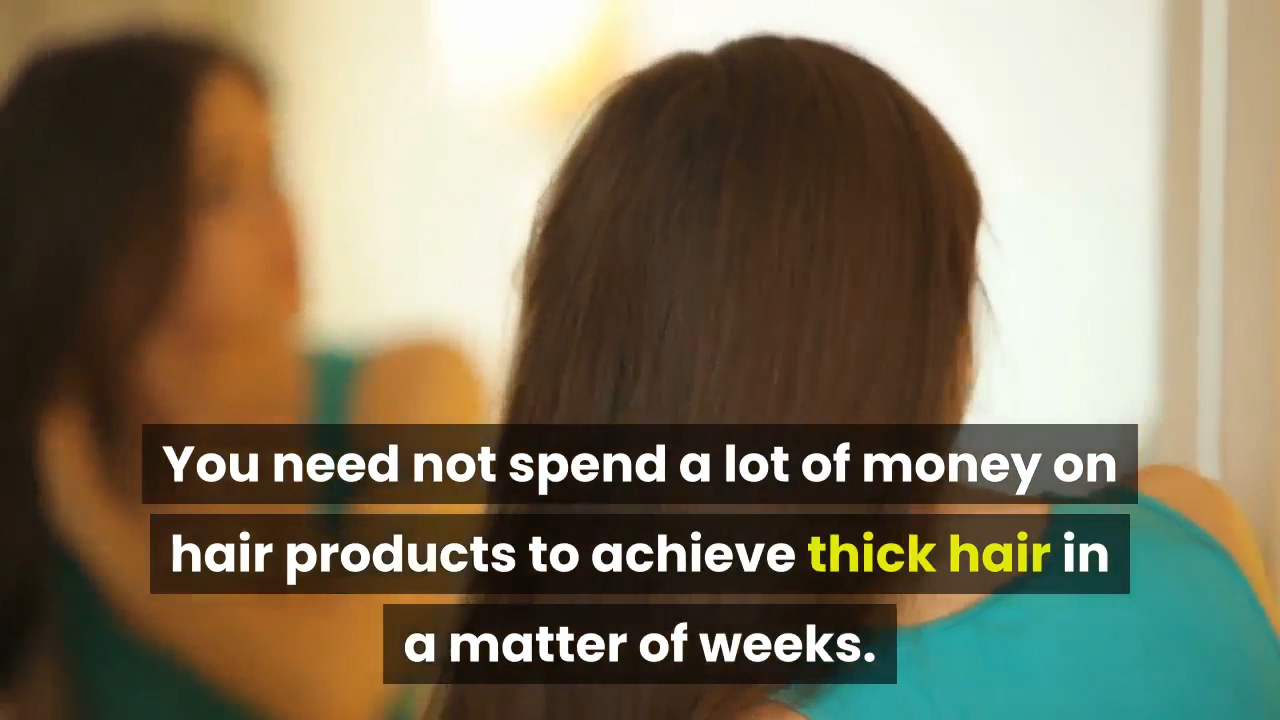 You need not spend a lot of money on
hair products to achieve thick hair in
a matter of weeks.